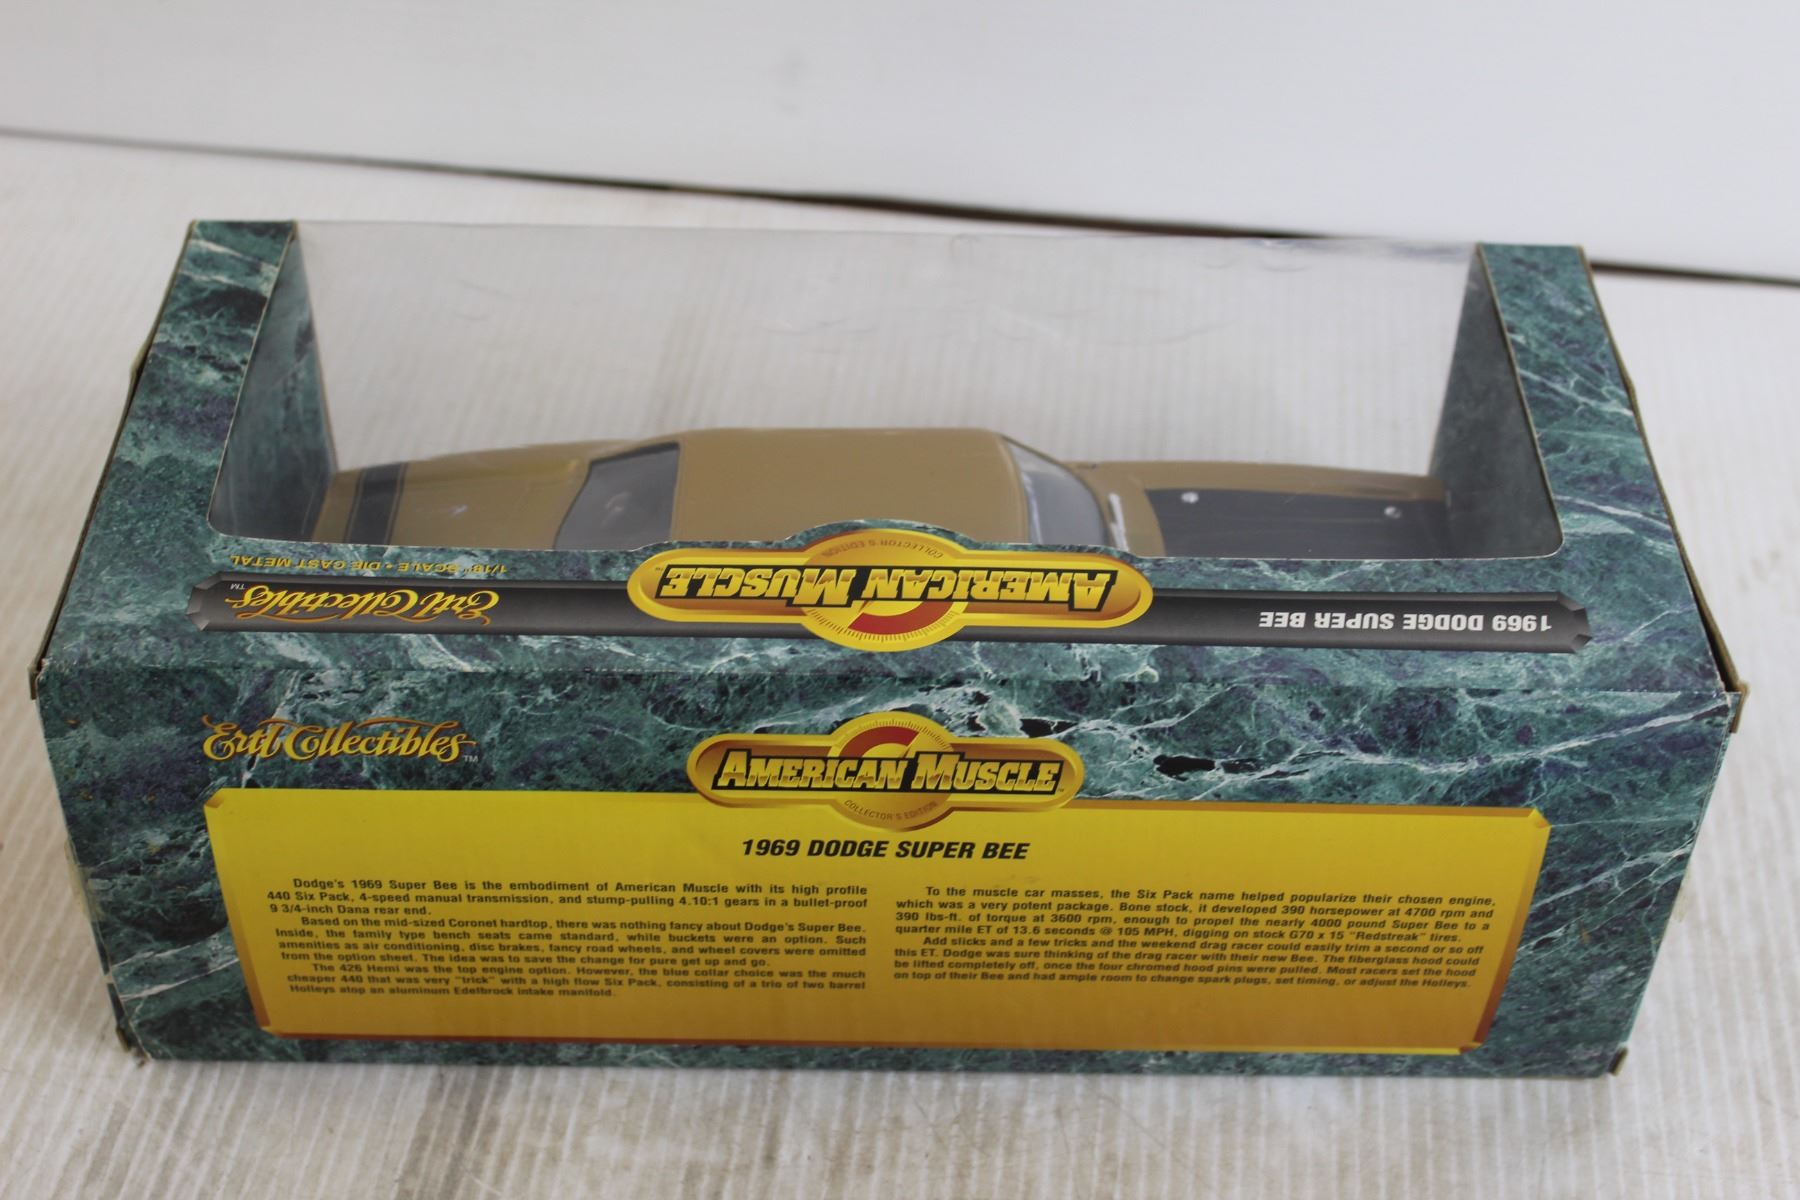 1/18" SCALE • DIE CAST METAL
Ertl Collectibles™
COLLECTOR'S EDITION
AMERICAN MUSCLE
1969 DODGE SUPER BEE
Ertl Collectibles™
AMERICAN MUSCLE™
COLLECTOR'S EDITION
1969 DODGE SUPER BEE
Dodge's 1969 Super Bee is the embodiment of American Muscle with its high profile
440 Six Pack, 4-speed manual transmission, and stump-pulling 4.10:1 gears in a bullet-proof
9 3/4-inch Dana rear end.
Based on the mid-sized Coronet hardtop, there was nothing fancy about Dodge's Super Bee.
Inside, the family type bench seats came standard, while buckets were an option. Such
amenities as air conditioning, disc brakes, fancy road wheels, and wheel covers were omitted
from the option sheet. The idea was to save the change for pure get up and go.
The 426 Hemi was the top engine option. However, the blue collar choice was the much
cheaper 440 that was very "trick" with a high flow Six Pack, consisting of a trio of two barrel
Holleys atop an aluminum Edelbrock intake manifold.
To the muscle car masses, the Six Pack name helped popularize their chosen engine,
which was a very potent package. Bone stock, it developed 390 horsepower at 4700 rpm and
390 lbs-ft. of torque at 3600 rpm, enough to propel the nearly 4000 pound Super Bee to a
quarter mile ET of 13.6 seconds @ 105 MPH, digging on stock G70 x 15 "Redstreak" tires.
Add slicks and a few tricks and the weekend drag racer could easily trim a second or so off
this ET. Dodge was sure thinking of the drag racer with their new Bee. The fiberglass hood could
be lifted completely off, once the four chromed hood pins were pulled. Most racers set the hood
on top of their Bee and had ample room to change spark plugs, set timing, or adjust the Holleys.